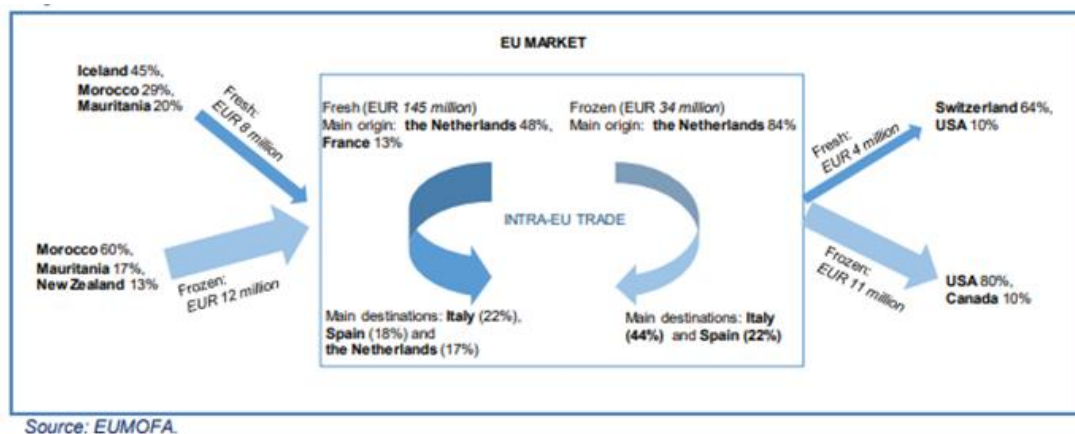 EU MARKET
Iceland 45%,
Morocco 29%,
Mauritania 20%
Fresh:
EUR 8 million
Morocco 60%,
Mauritania 17%,
New Zealand 13%
Frozen:
EUR 12 million
Fresh (EUR 145 million)
Main origin: the Netherlands 48%,
France 13%
Frozen (EUR 34 million)
Main origin: the Netherlands 84%
INTRA-EU TRADE
Main destinations: Italy (22%),
Spain (18%) and
the Netherlands (17%)
Main destinations: Italy
(44%) and Spain (22%)
Switzerland 64%,
USA 10%
Fresh:
EUR 4 million
Frozen:
EUR 11 million
USA 80%,
Canada 10%
Source: EUMOFA.